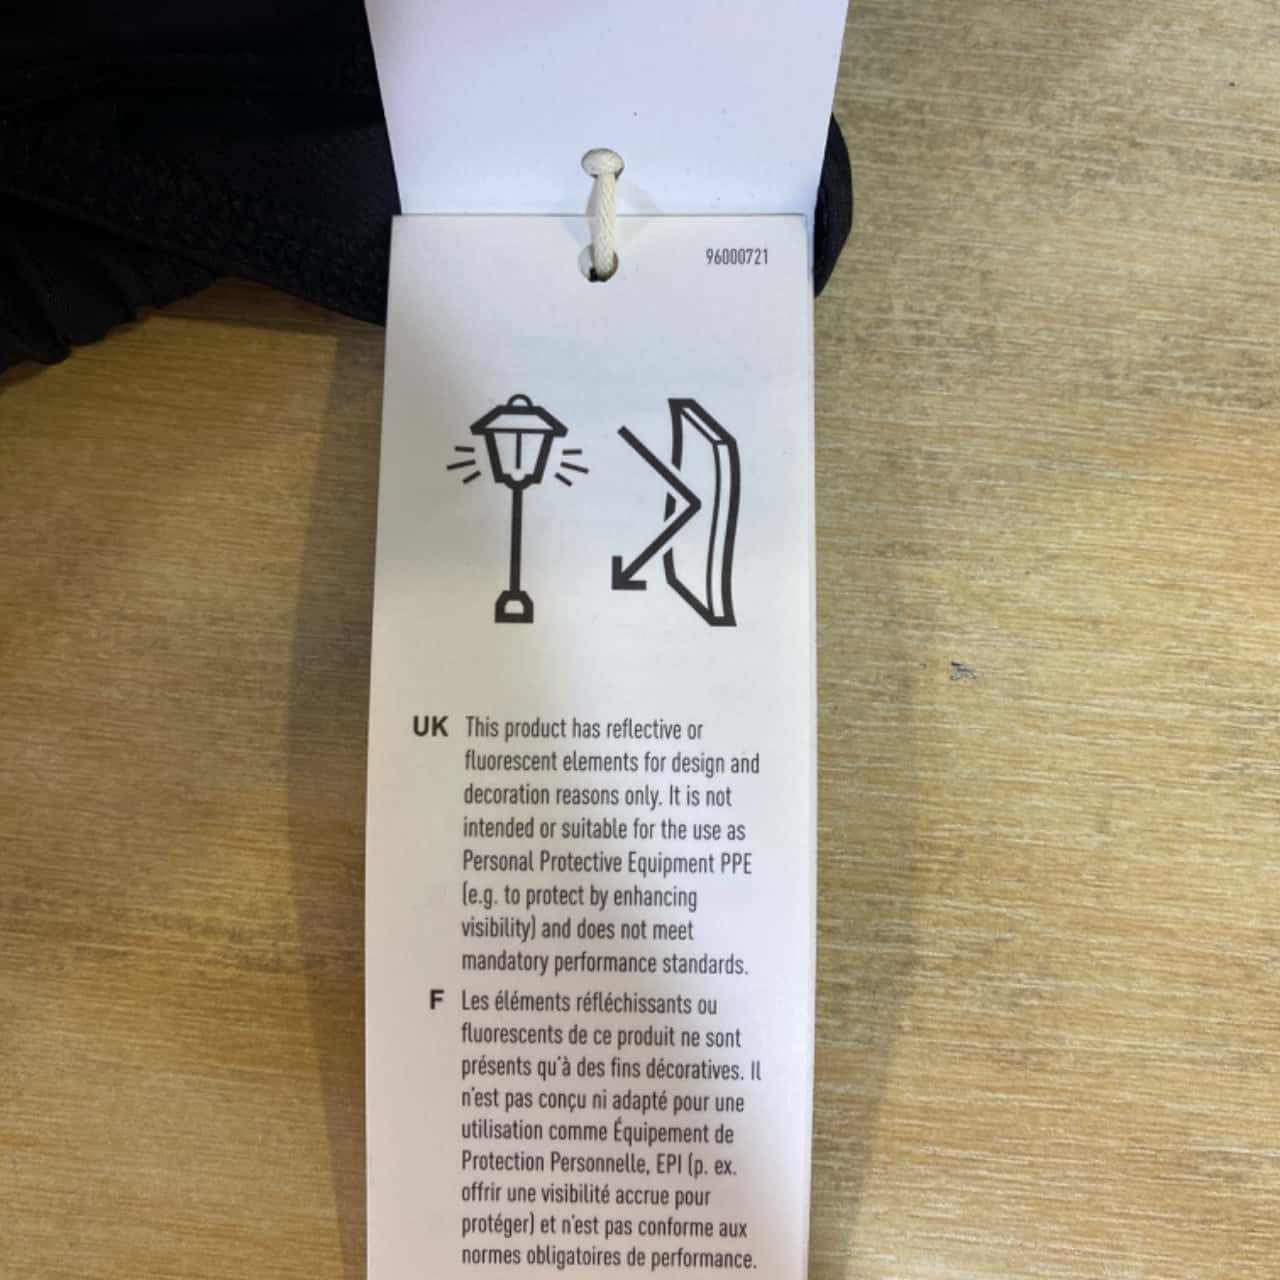 96000721
UK This product has reflective or
fluorescent elements for design and
decoration reasons only. It is not
intended or suitable for the use as
Personal Protective Equipment PPE
(e.g. to protect by enhancing
visibility) and does not meet
mandatory performance standards.
F Les éléments réfléchissants ou
fluorescents de ce produit ne sont
présents qu'à des fins décoratives. Il
n'est pas conçu ni adapté pour une
utilisation comme Équipement de
Protection Personnelle, EPI (p. ex.
offrir une visibilité accrue pour
protéger) et n'est pas conforme aux
normes obligatoires de performance.